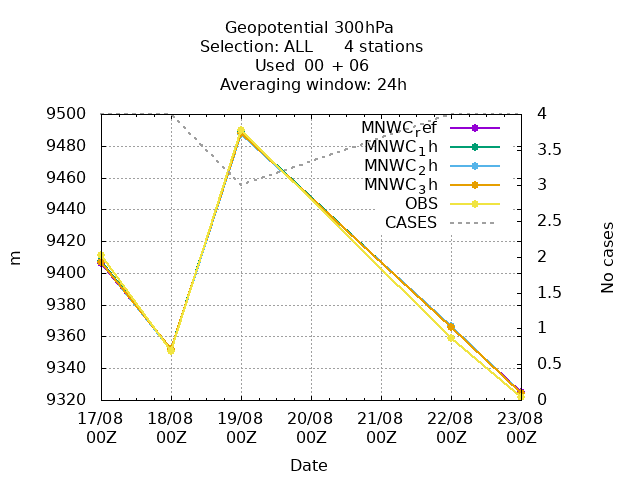 Geopotential 300hPa
Selection: ALL 4 stations
Used 00 + 06
Averaging window: 24h
9500
9480
9460
9440
9420
9400
9380
9360
9340
9320
m
4
3.5
3
2.5
2
1.5
1
0.5
0
No cases
MNWC_ref
MNWC_1h
MNWC_2h
MNWC_3h
OBS
CASES
17/08 18/08 19/08 20/08 21/08 22/08 23/08
00Z 00Z 00Z 00Z 00Z 00Z 00Z
Date